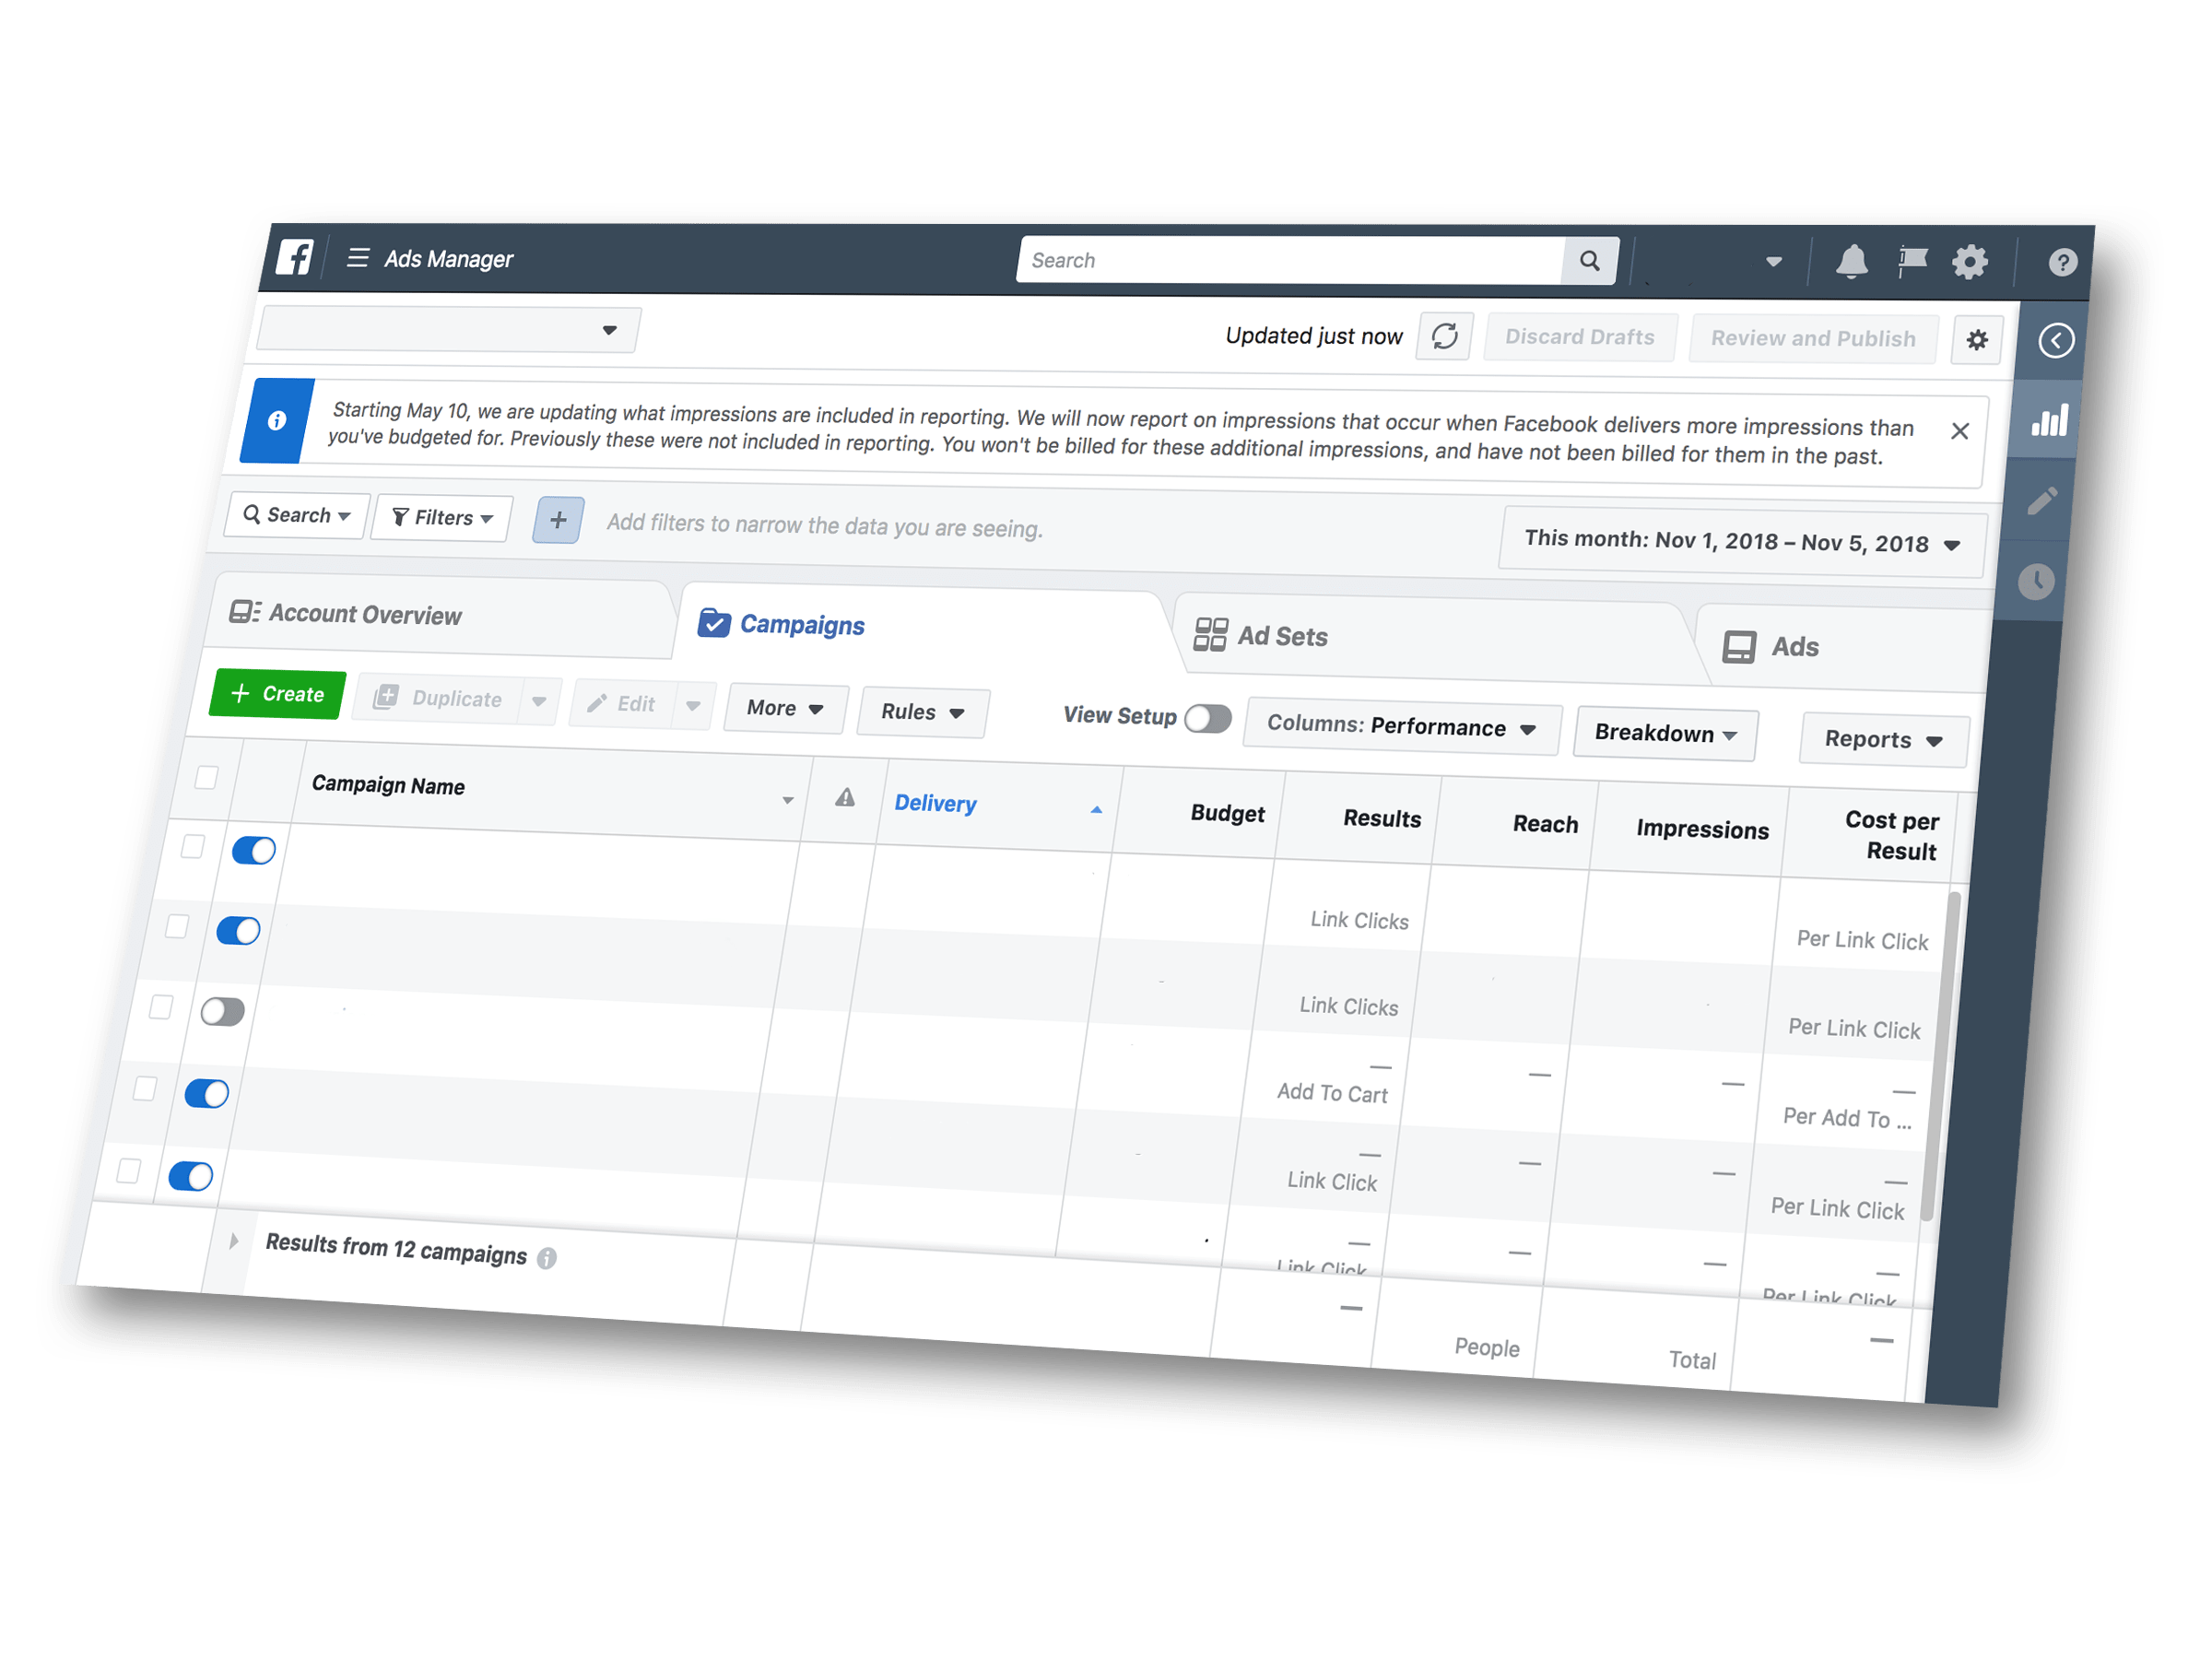 Ads Manager
Search
Updated just now
Discard Drafts
Review and Publish
Starting May 10, we are updating what impressions are included in reporting. We will now report on impressions that occur when Facebook delivers more impressions than
you've budgeted for. Previously these were not included in reporting. You won't be billed for these additional impressions, and have not been billed for them in the past.
Search
Filters
Add filters to narrow the data you are seeing.
This month: Nov 1, 2018 – Nov 5, 2018
Account Overview
Campaigns
Ad Sets
Ads
+ Create
Duplicate
Edit
More
Rules
View Setup
Columns: Performance
Breakdown
Reports
Campaign Name
Delivery
Budget
Results
Reach
Impressions
Cost per
Result
Link Clicks
Per Link Click
Link Clicks
Per Link Click
—
—
—
—
Add To Cart
Per Add To ...
—
—
—
—
Link Click
Per Link Click
—
—
—
—
Link Click
Per Link Click
Results from 12 campaigns
—
—
People
Total